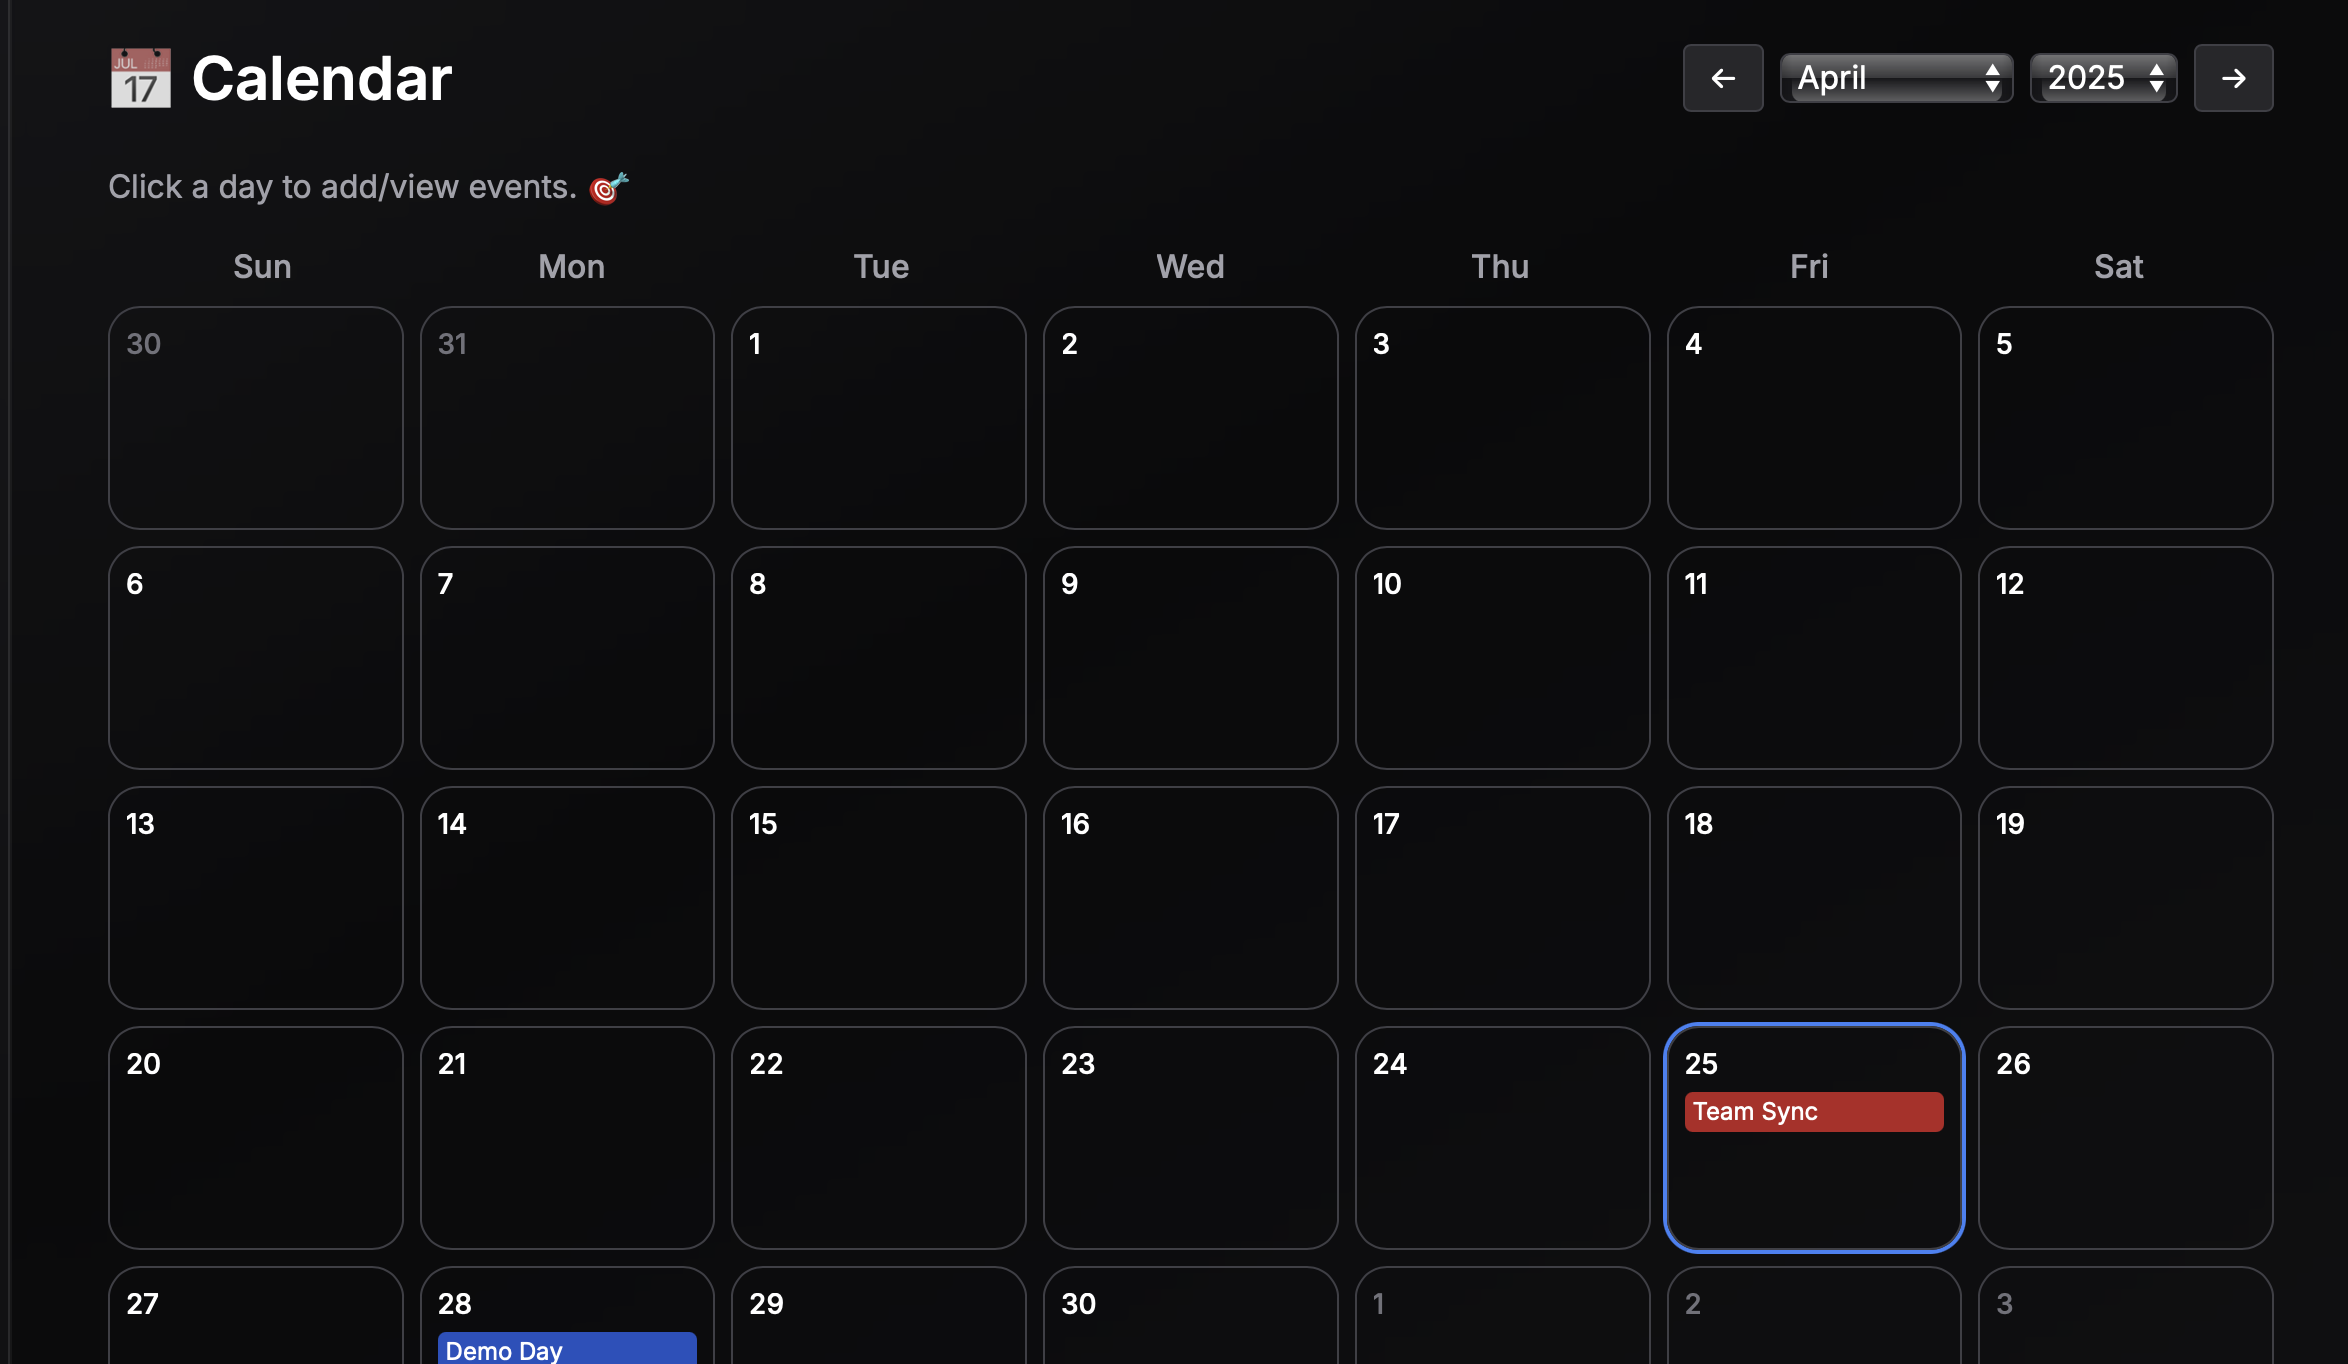 JUL
17
Calendar
April
2025
Click a day to add/view events.
Sun Mon Tue Wed Thu Fri Sat
30 31 1 2 3 4 5
6 7 8 9 10 11 12
13 14 15 16 17 18 19
20 21 22 23 24 25 26
Team Sync
27 28 29 30 1 2 3
Demo Day